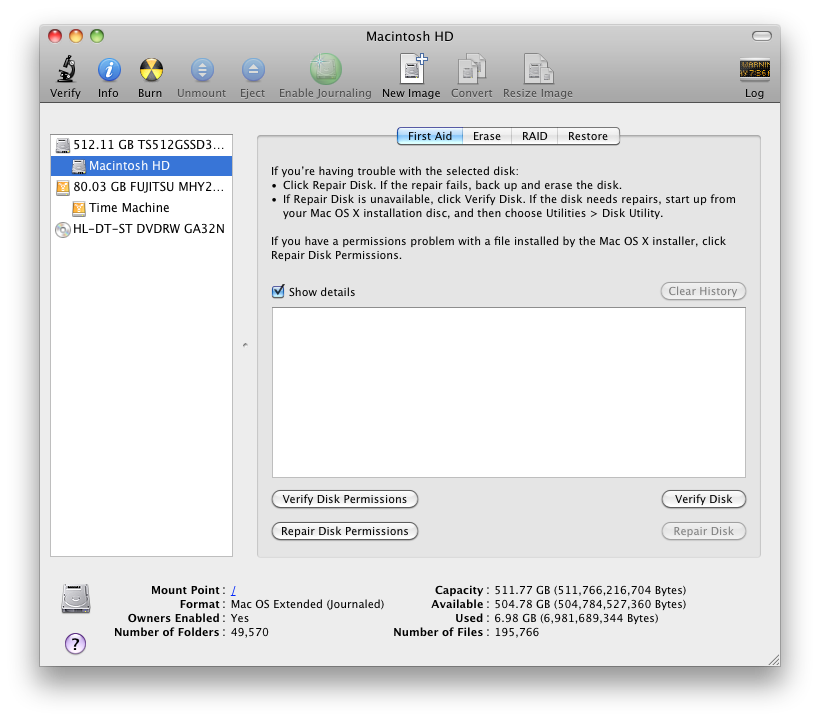 Macintosh HD
Verify Info Burn Unmount Eject Enable Journaling New Image Convert Resize Image Log
WARNIN
512.11 GB TS512GSSD3...
Macintosh HD
80.03 GB FUJITSU MHY2...
Time Machine
HL-DT-ST DVDRW GA32N
First Aid Erase RAID Restore
If you're having trouble with the selected disk:
• Click Repair Disk. If the repair fails, back up and erase the disk.
• If Repair Disk is unavailable, click Verify Disk. If the disk needs repairs, start up from
your Mac OS X installation disc, and then choose Utilities > Disk Utility.
If you have a permissions problem with a file installed by the Mac OS X installer, click
Repair Disk Permissions.
Show details Clear History
Verify Disk Permissions Verify Disk
Repair Disk Permissions Repair Disk
Mount Point : / Capacity : 511.77 GB (511,766,216,704 Bytes)
Format : Mac OS Extended (Journaled) Available : 504.78 GB (504,784,527,360 Bytes)
Owners Enabled : Yes Used : 6.98 GB (6,981,689,344 Bytes)
Number of Folders : 49,570 Number of Files : 195,766
?